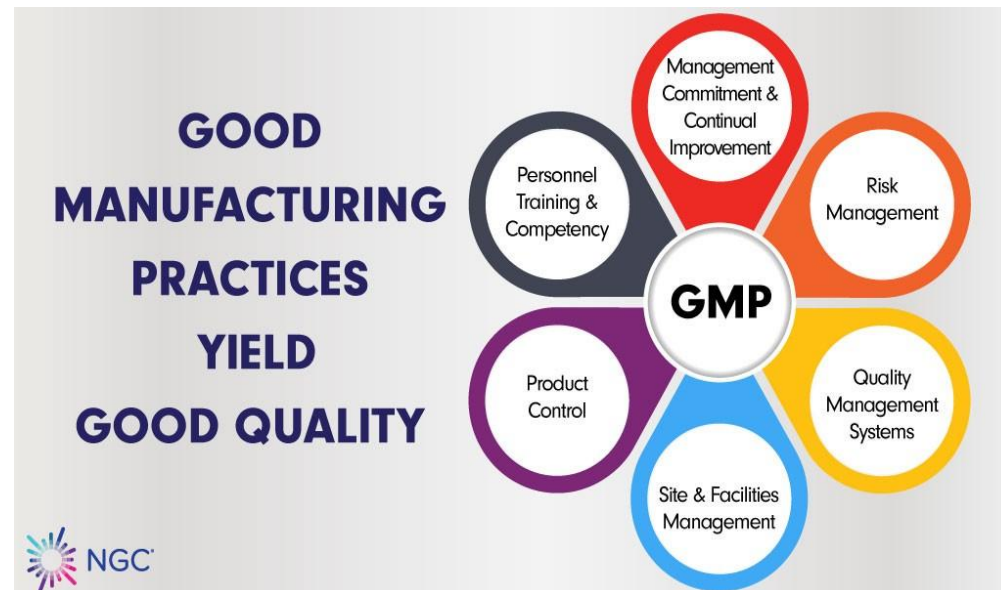 GOOD
MANUFACTURING
PRACTICES
YIELD
GOOD QUALITY
Management
Commitment &
Continual
Improvement
Risk
Management
Quality
Management
Systems
Site & Facilities
Management
Product
Control
Personnel
Training &
Competency
GMP
NGC